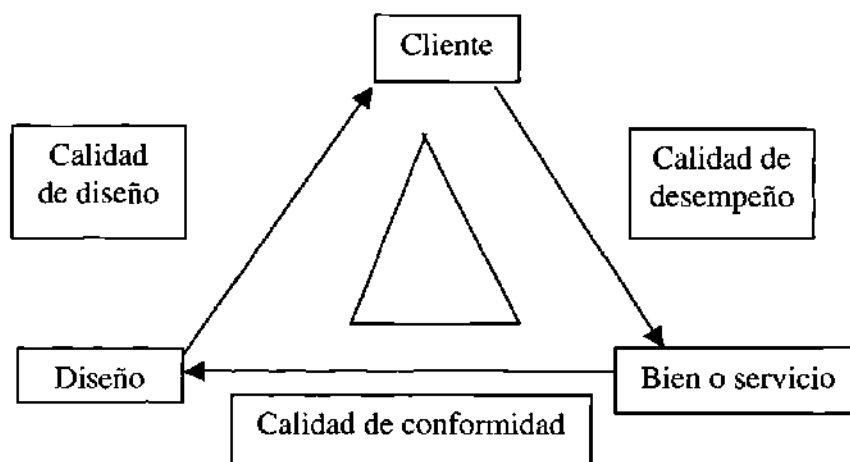 Cliente
Calidad
de diseño
Calidad de
desempeño
Diseño
Bien o servicio
Calidad de conformidad